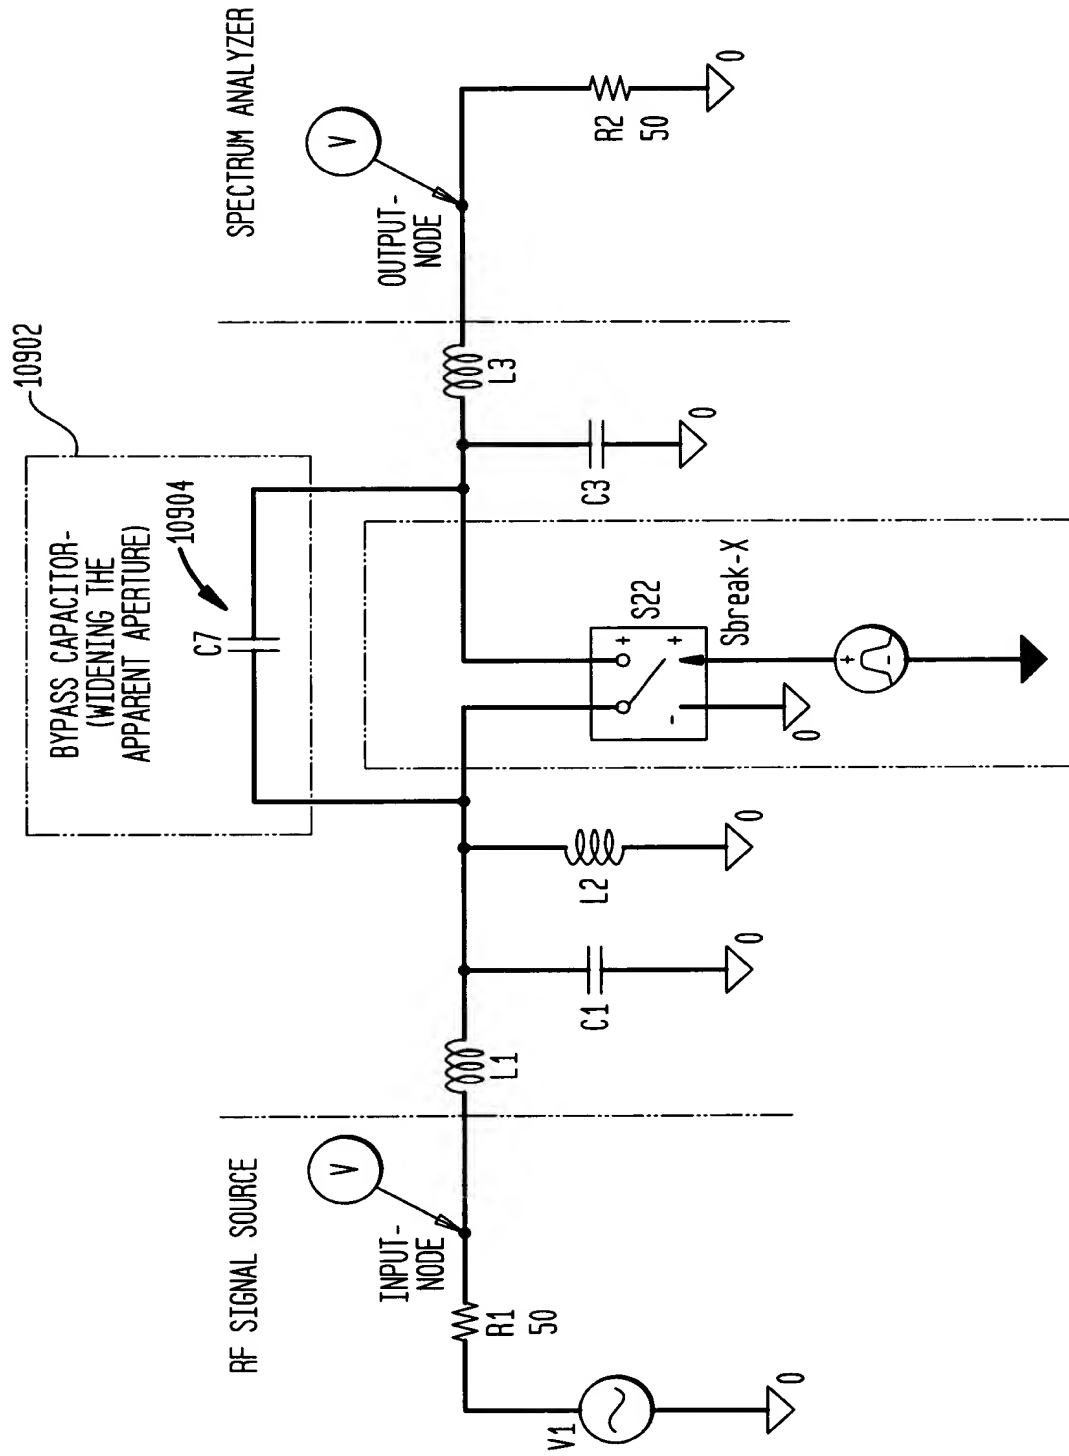 10902
BYPASS CAPACITOR-
(WIDENING THE
APPARENT APERTURE)
10904
C7
RF SIGNAL SOURCE
SPECTRUM ANALYZER
V
V
INPUT-
NODE
OUTPUT-
NODE
V1
0
R1
50
L1
C1
0
L2
0
S22
+
+
-
0
Sbreak-X
+
-
C3
0
L3
R2
50
0